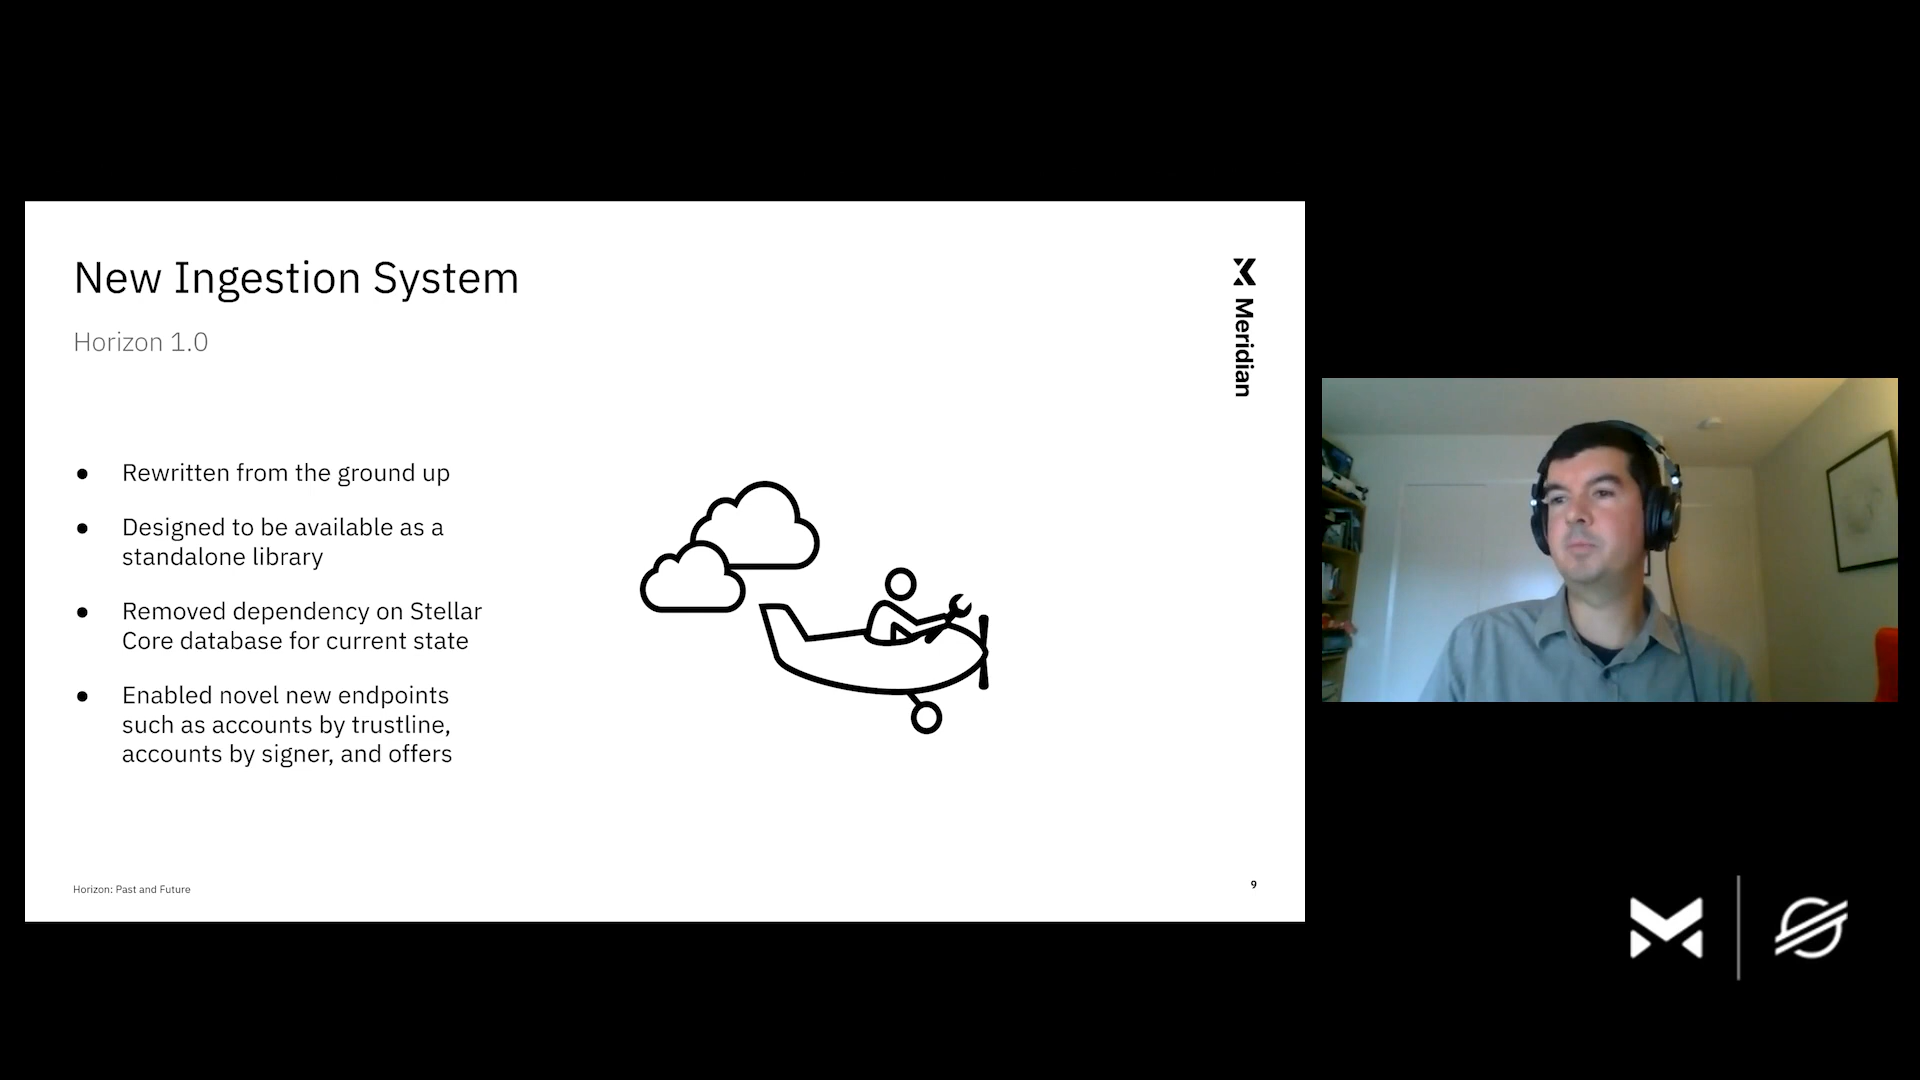 New Ingestion System
Horizon 1.0
Meridian
● Rewritten from the ground up
● Designed to be available as a
standalone library
● Removed dependency on Stellar
Core database for current state
● Enabled novel new endpoints
such as accounts by trustline,
accounts by signer, and offers
Horizon: Past and Future
9